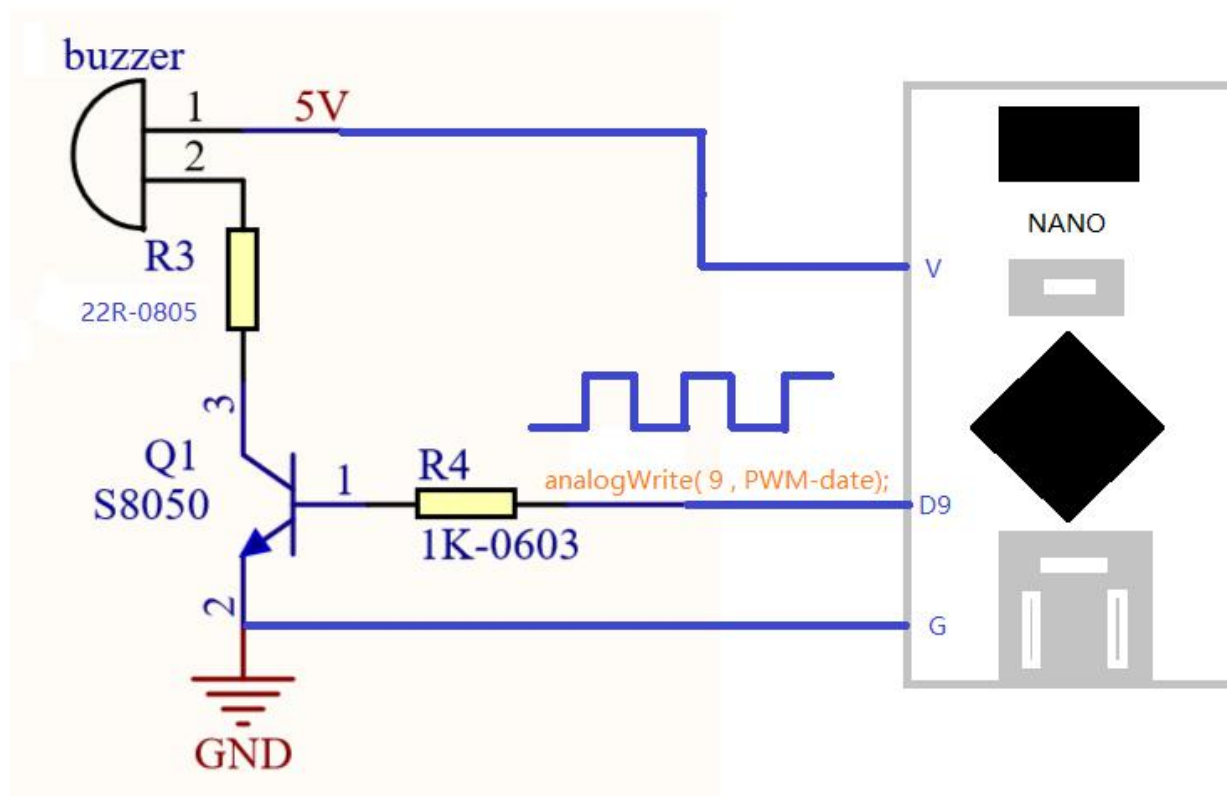 buzzer
1
5V
2
R3
22R-0805
NANO
V
3
Q1
S8050
1
R4
1K-0603
analogWrite( 9 , PWM-date);
D9
2
G
GND